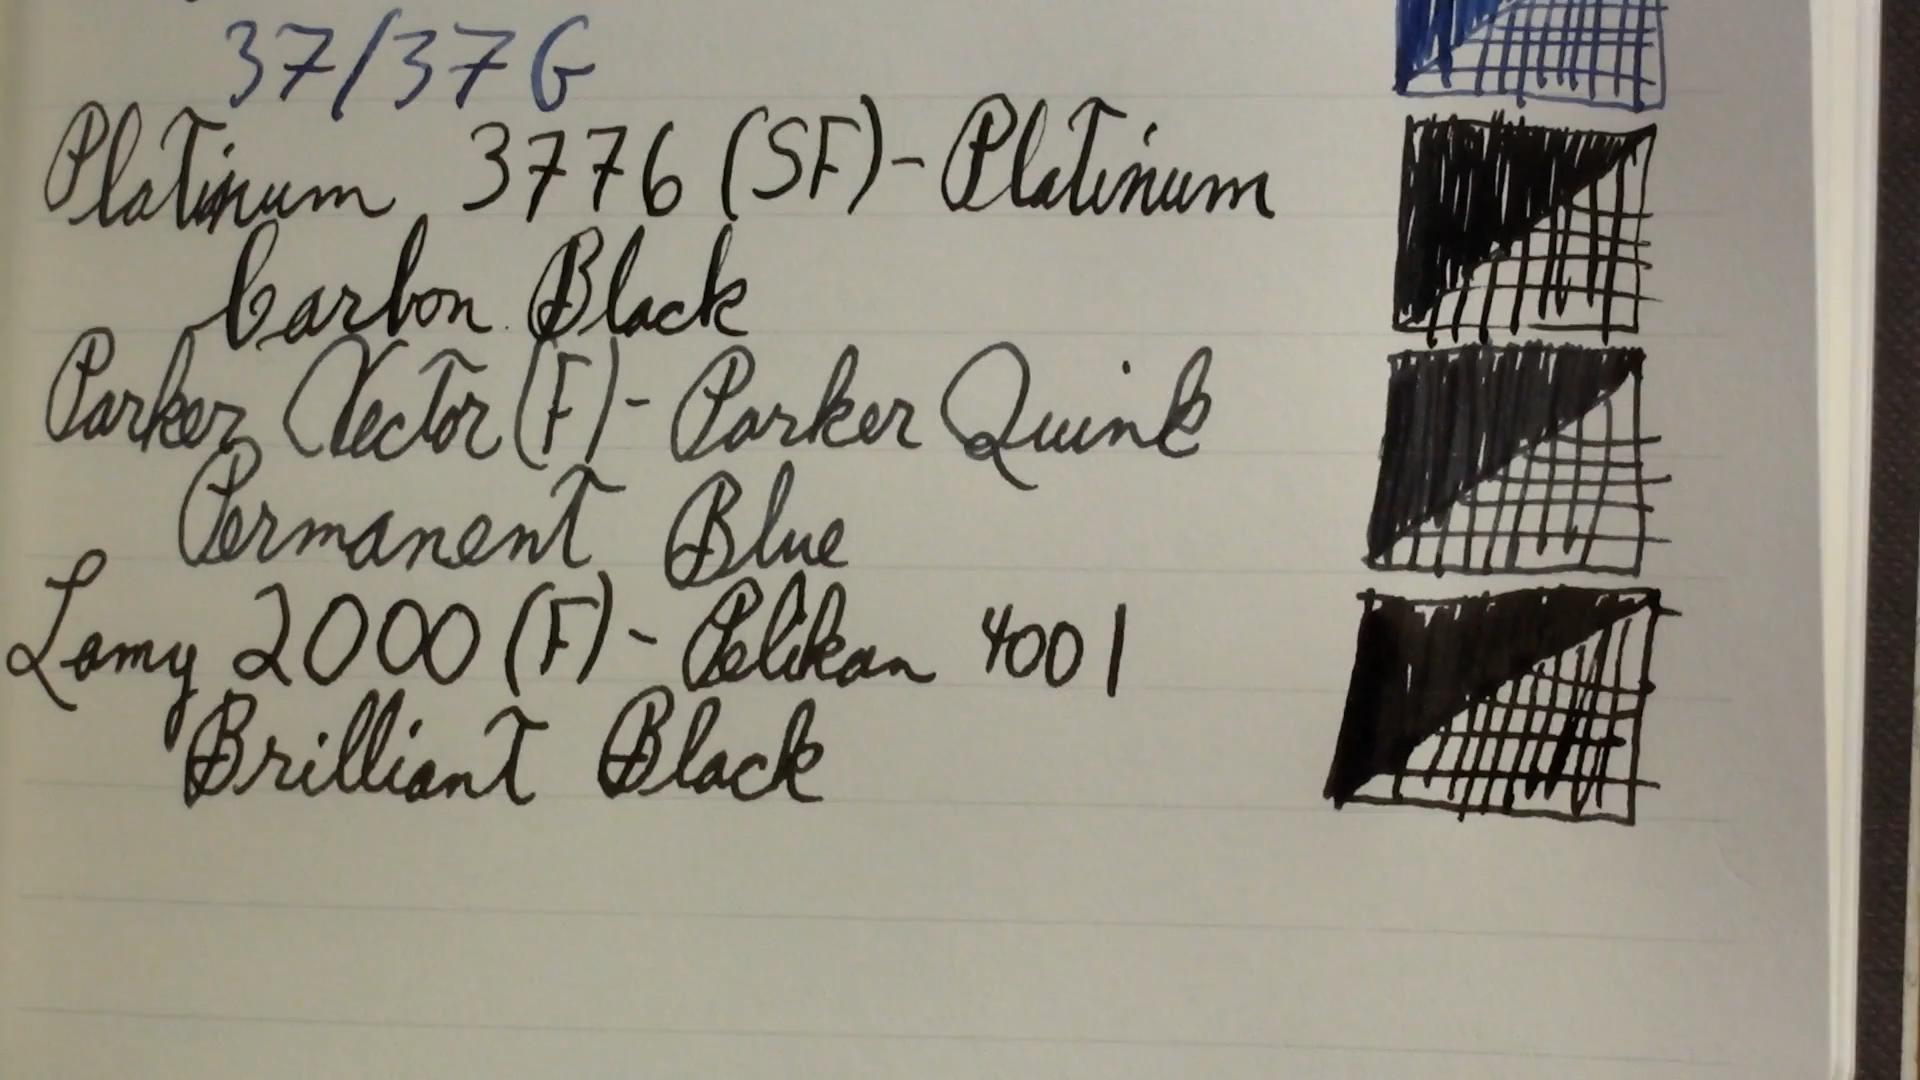 37/37G
Platinum 3776 (SF)-Platinum
Carbon Black
Parker Vector (F)-Parker Quink
Permanent Blue
Lamy 2000 (F)-Pelikan 4001
Brilliant Black